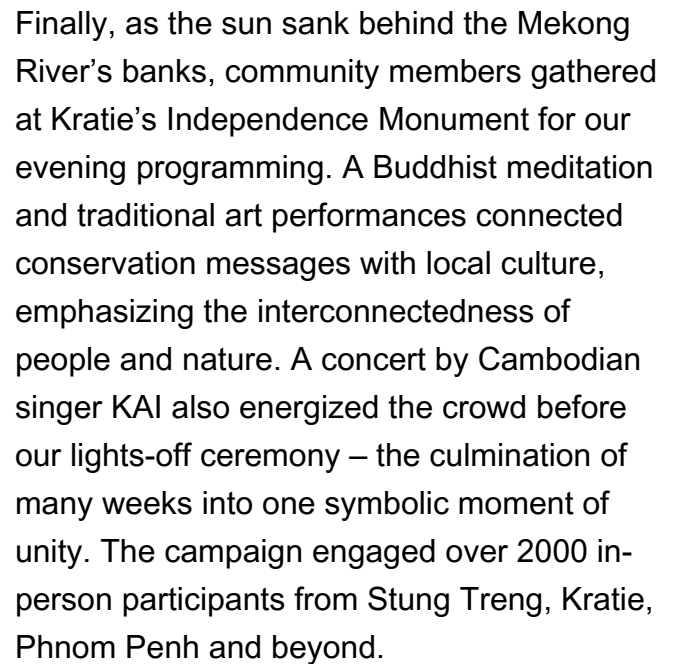 Finally, as the sun sank behind the Mekong
River’s banks, community members gathered
at Kratie’s Independence Monument for our
evening programming. A Buddhist meditation
and traditional art performances connected
conservation messages with local culture,
emphasizing the interconnectedness of
people and nature. A concert by Cambodian
singer KAI also energized the crowd before
our lights-off ceremony – the culmination of
many weeks into one symbolic moment of
unity. The campaign engaged over 2000 in-
person participants from Stung Treng, Kratie,
Phnom Penh and beyond.